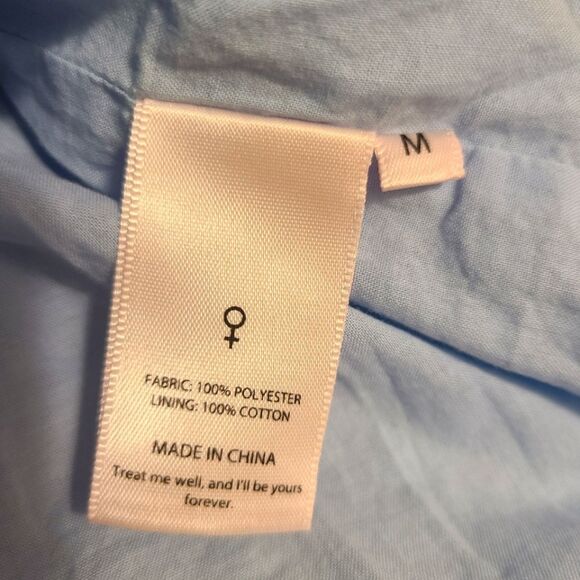 M
FABRIC: 100% POLYESTER
LINING: 100% COTTON
MADE IN CHINA
Treat me well, and I'll be yours
forever.